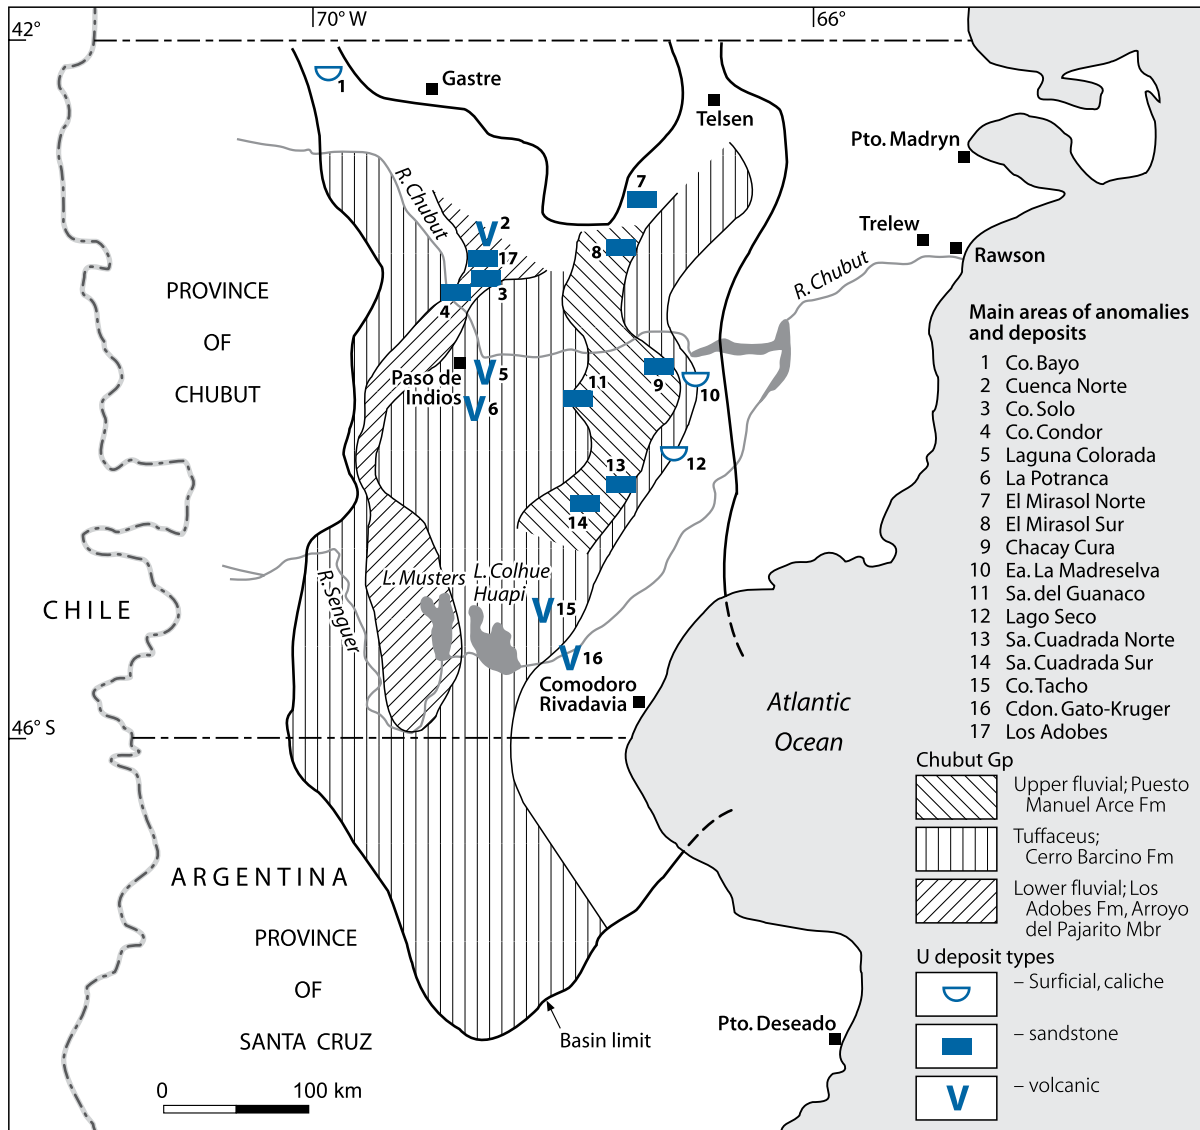 42°
70° W
66°
1
Gastre
Telsen
Pto. Madryn
R. Chubut
7
2
8
17
3
4
Trelew
Rawson
R. Chubut
PROVINCE
OF
CHUBUT
Paso de
Indios
5
6
11
9
10
12
13
14
Main areas of anomalies
and deposits
1 Co. Bayo
2 Cuenca Norte
3 Co. Solo
4 Co. Condor
5 Laguna Colorada
6 La Potranca
7 El Mirasol Norte
8 El Mirasol Sur
9 Chacay Cura
10 Ea. La Madreselva
11 Sa. del Guanaco
12 Lago Seco
13 Sa. Cuadrada Norte
14 Sa. Cuadrada Sur
15 Co. Tacho
16 Cdon. Gato-Kruger
17 Los Adobes
CHILE
R. Senguer
L. Musters
L. Colhue
Huapi
15
16
Comodoro
Rivadavia
Atlantic
Ocean
46° S
Chubut Gp
Upper fluvial; Puesto
Manuel Arce Fm
Tuffaceus;
Cerro Barcino Fm
Lower fluvial; Los
Adobes Fm, Arroyo
del Pajarito Mbr
U deposit types
– Surficial, caliche
– sandstone
– volcanic
ARGENTINA
PROVINCE
OF
SANTA CRUZ
Basin limit
Pto. Deseado
0 100 km